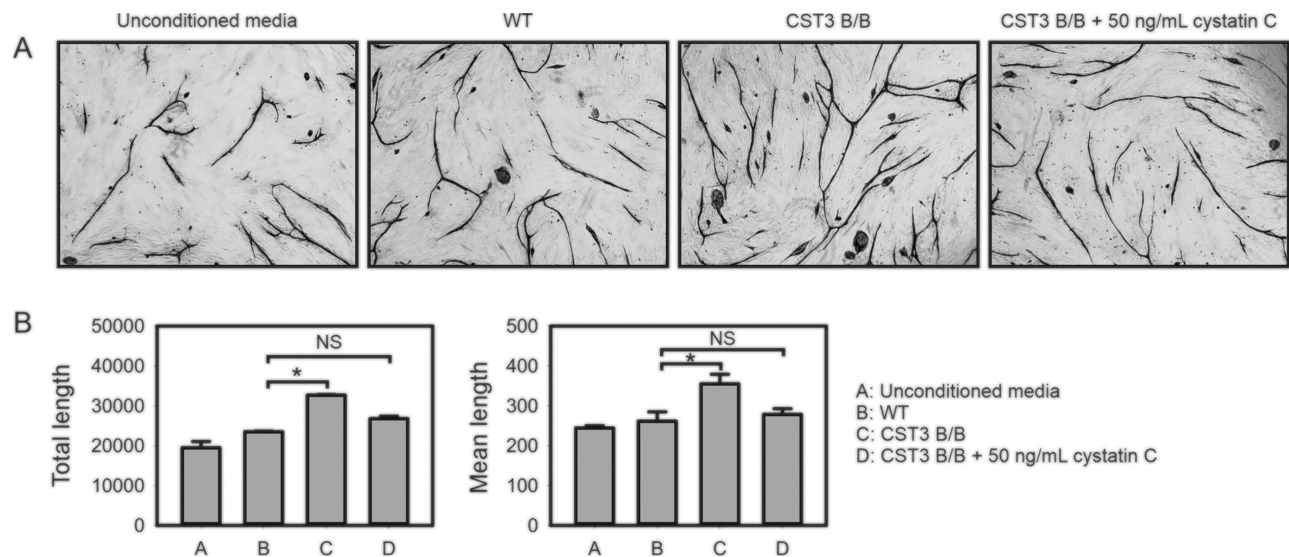 Unconditioned media WT CST3 B/B CST3 B/B + 50 ng/mL cystatin C
A
B
50000
40000
30000
20000
10000
0
Total length
NS
*
A B C D
500
400
300
200
100
0
Mean length
NS
*
A B C D
A: Unconditioned media
B: WT
C: CST3 B/B
D: CST3 B/B + 50 ng/mL cystatin C